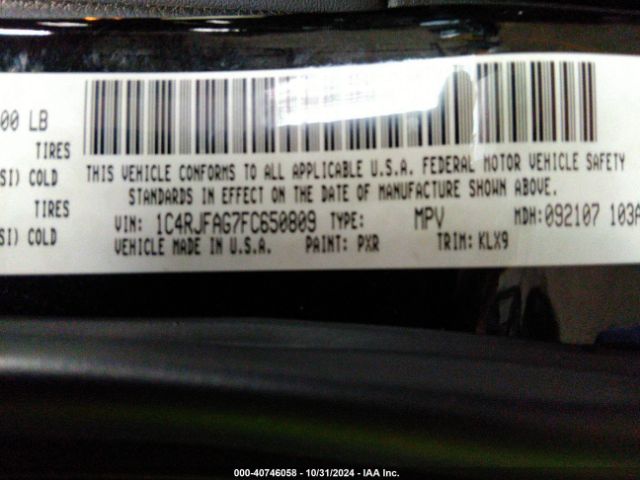 00 LB
TIRES
SI) COLD
TIRES
SI) COLD
THIS VEHICLE CONFORMS TO ALL APPLICABLE U.S.A. FEDERAL MOTOR VEHICLE SAFETY
STANDARDS IN EFFECT ON THE DATE OF MANUFACTURE SHOWN ABOVE.
VIN: 1C4RJFAG7FC650809 TYPE: MPV MDH:092107 103A
VEHICLE MADE IN U.S.A. PAINT: PXR TRIM: KLX9
000-40746058 - 10/31/2024 - IAA Inc.